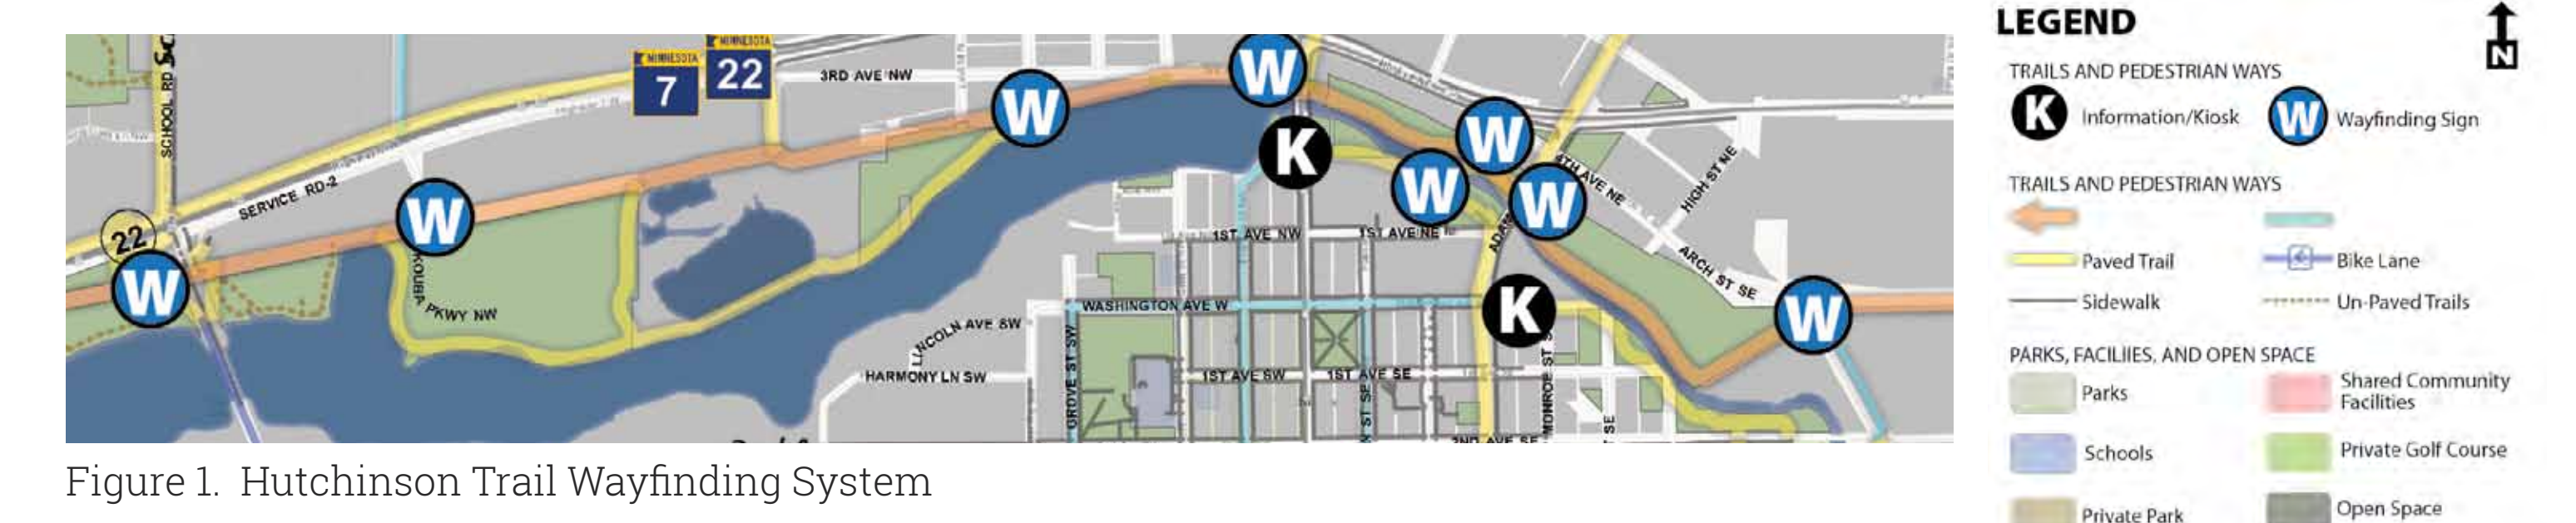 LEGEND
N
TRAILS AND PEDESTRIAN WAYS
K Information/Kiosk
W Wayfinding Sign
TRAILS AND PEDESTRIAN WAYS
Paved Trail
Bike Lane
Sidewalk
Un-Paved Trails
PARKS, FACILIIES, AND OPEN SPACE
Parks
Shared Community
Facilities
Schools
Private Golf Course
Private Park
Open Space
SCHOOL RD
MINNESOTA
7
MINNESOTA
22
3RD AVE NW
W
W
W
K
W
W
W
SERVICE RD-2
22
W
W
PKWY NW
4TH AVE NE
HIGH ST NE
1ST AVE NW
1ST AVE NE
ARCH ST SE
WASHINGTON AVE W
K
W
LINCOLN AVE SW
HARMONY LN SW
GROVE ST SW
1ST AVE SW
1ST AVE SE
MONROE ST S
2ND AVE SE
Figure 1. Hutchinson Trail Wayfinding System